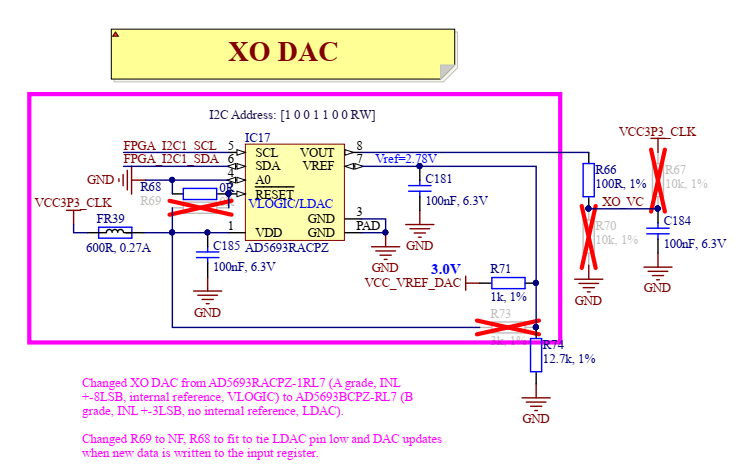 XO DAC
I2C Address: [1 0 0 1 1 0 0 RW]
IC17
VCC3P3_CLK
FPGA_I2C1_SCL 5 SCL VOUT 8
FPGA_I2C1_SDA 6 SDA VREF 7 Vref=2.78V
GND 4 A0
R68 0R RESET
R69 VLOGIC/LDAC
R66
100R, 1%
R67
10k, 1%
C181
100nF, 6.3V
GND
XO_VC
R70
10k, 1%
C184
100nF, 6.3V
GND
GND
VCC3P3_CLK
FR39
600R, 0.27A
1 VDD
GND 3
GND PAD
AD5693RACPZ
GND
C185
100nF, 6.3V
GND
3.0V
VCC_VREF_DAC
R71
1k, 1%
R73
3k, 1%
R74
12.7k, 1%
GND
Changed XO DAC from AD5693RACPZ-1RL7 (A grade, INL
+-8LSB, internal reference, VLOGIC) to AD5693BCPZ-RL7 (B
grade, INL +-3LSB, no internal reference, LDAC).
Changed R69 to NF, R68 to fit to tie LDAC pin low and DAC updates
when new data is written to the input register.